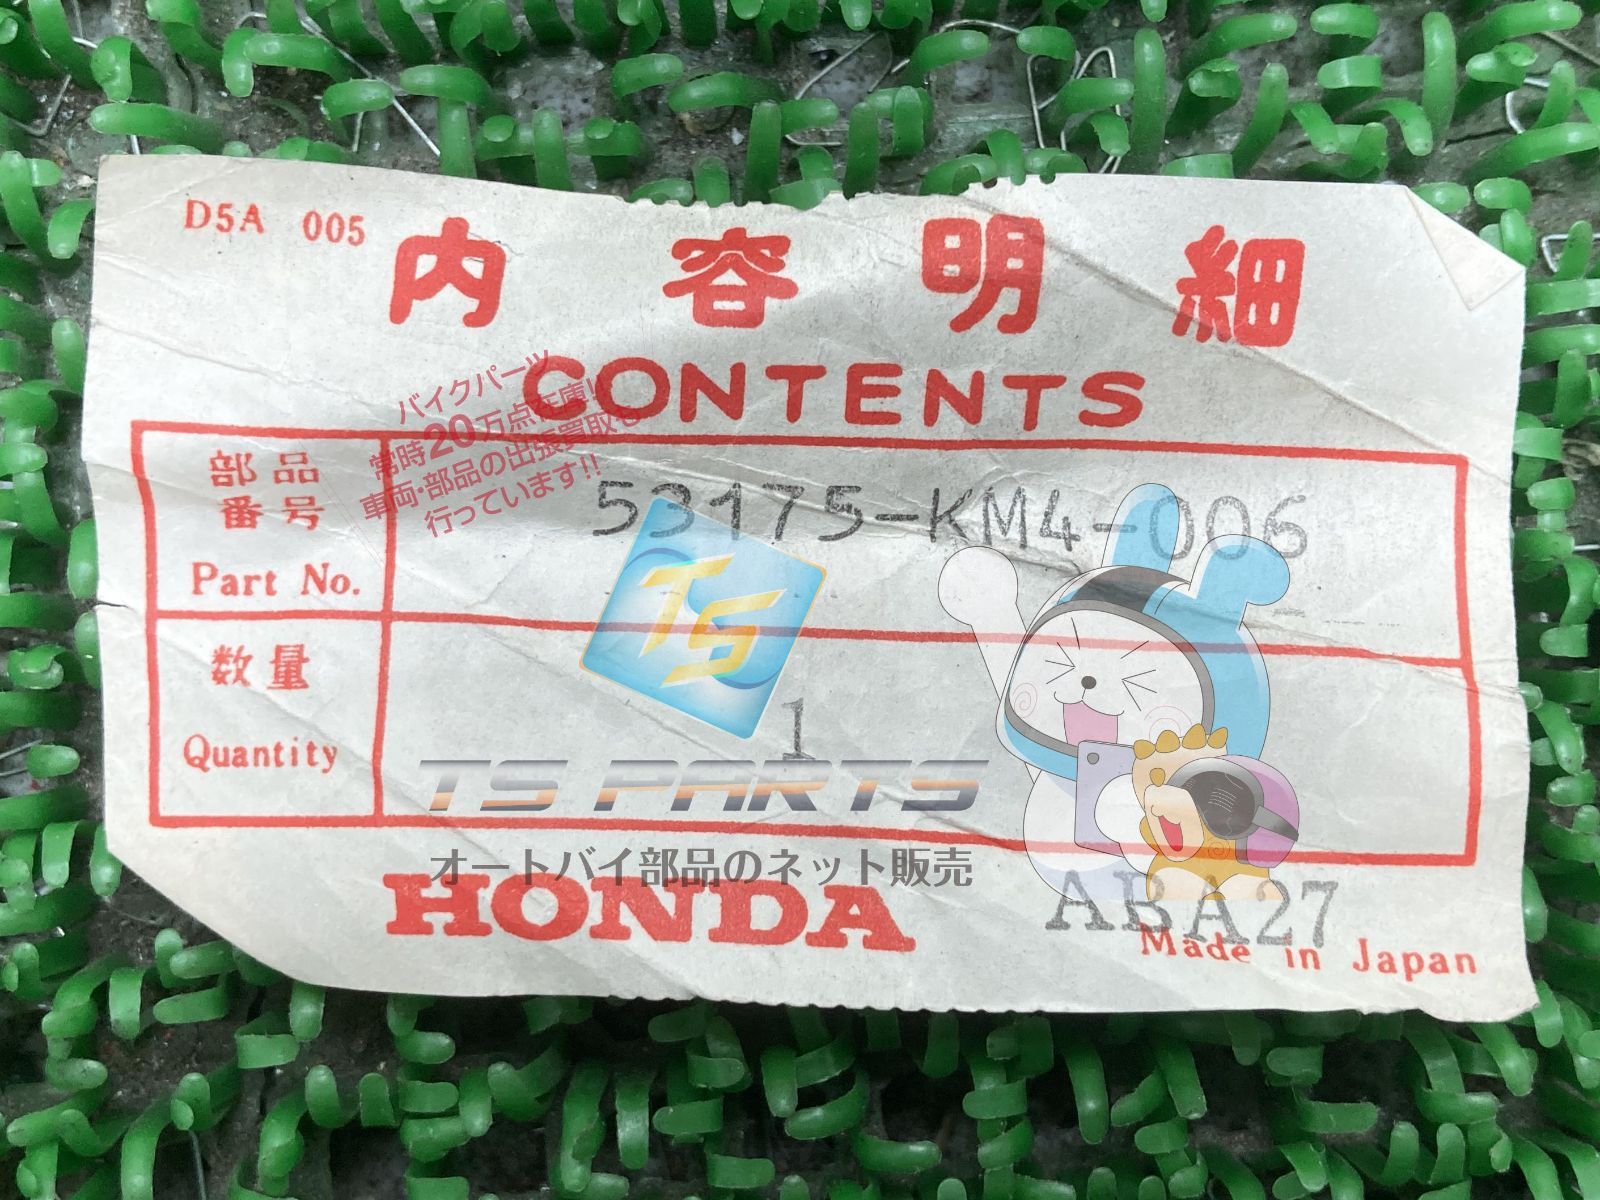 D5A 005
内容明細
CONTENTS
バイクパーツ
常時20万点在庫!
車両・部品の出張買取も
行っています!!
部品
番号
Part No.
53175-KM4-006
数量
Quantity
1
TS
TS PARTS
オートバイ部品のネット販売
HONDA
ABA27
Made in Japan